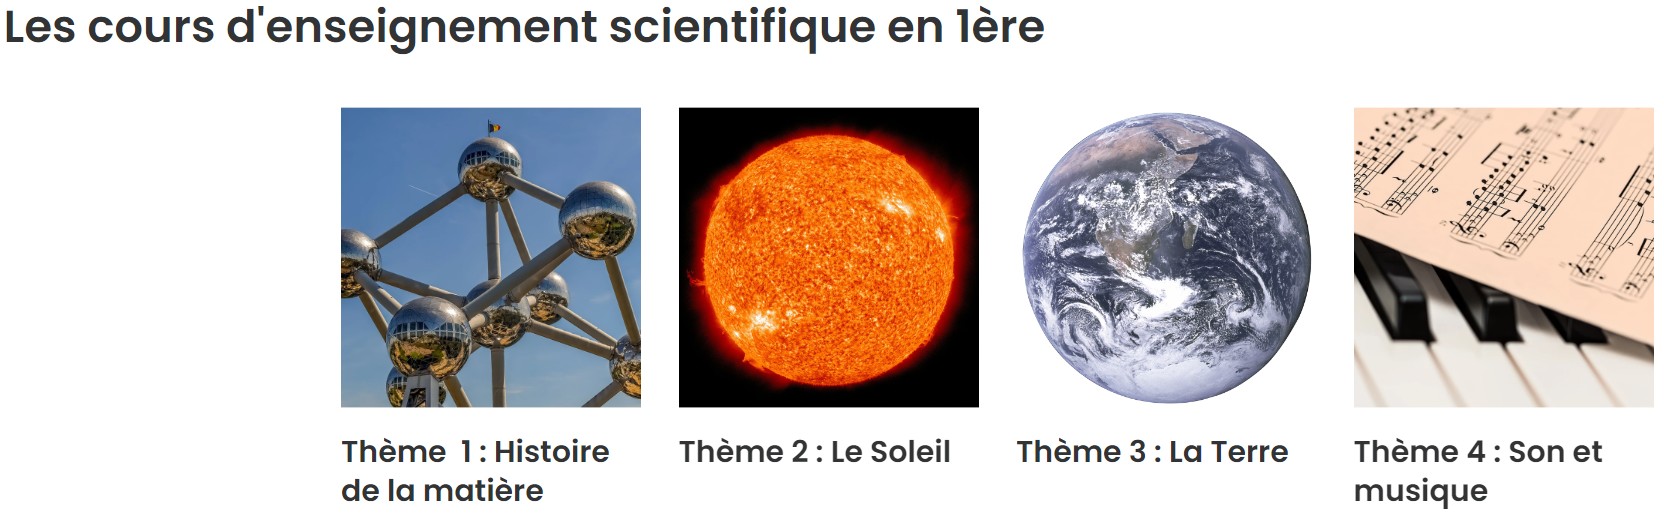 Les cours d'enseignement scientifique en 1ère
Thème 1 : Histoire
de la matière
Thème 2 : Le Soleil
Thème 3 : La Terre
Thème 4 : Son et
musique